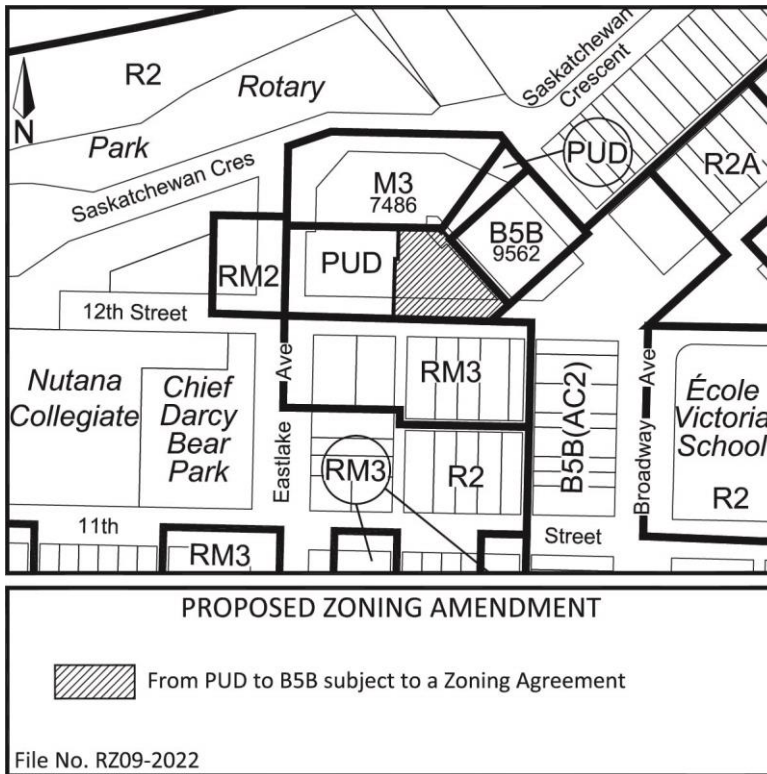 R2
Rotary
Park
N
Saskatchewan
Crescent
Saskatchewan Cres
PUD
R2A
M3
7486
B5B
9562
PUD
RM2
12th Street
Nutana
Collegiate
Chief
Darcy
Bear
Park
Eastlake
Ave
RM3
B5B(AC2)
Broadway
Ave
École
Victoria
School
R2
RM3
R2
11th
Street
RM3
PROPOSED ZONING AMENDMENT
From PUD to B5B subject to a Zoning Agreement
File No. RZ09-2022